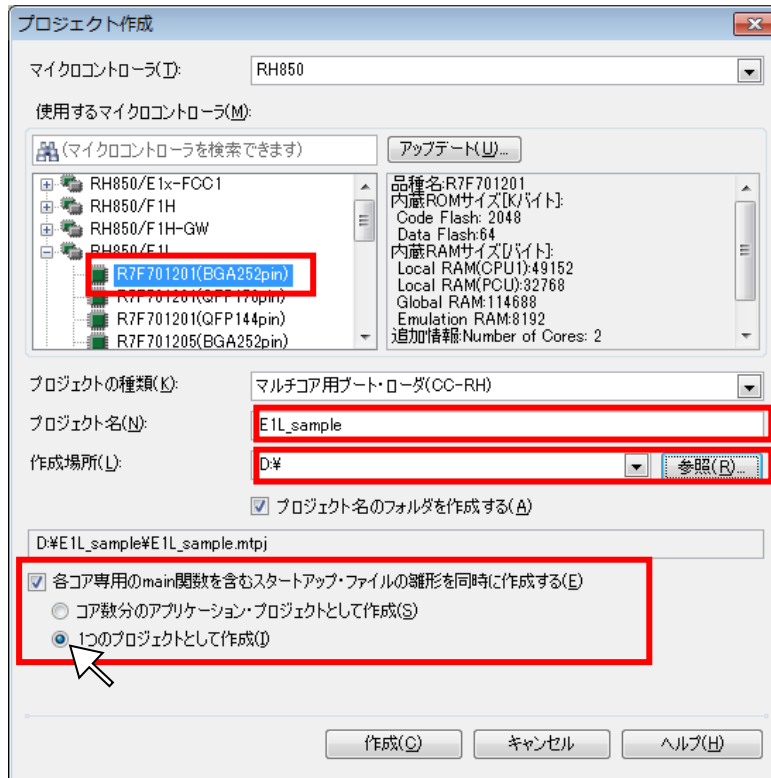 プロジェクト作成
マイクロコントローラ(T): RH850
使用するマイクロコントローラ(M):
(マイクロコントローラを検索できます) アップデート(U)...
RH850/E1x-FCC1
RH850/F1H
RH850/F1H-GW
RH850/E1L
R7F701201(BGA252pin)
R7F701201(QFP176pin)
R7F701201(QFP144pin)
R7F701205(BGA252pin)
品種名:R7F701201
内蔵ROMサイズ[Kバイト]:
Code Flash: 2048
Data Flash:64
内蔵RAMサイズ[バイト]:
Local RAM(CPU1):49152
Local RAM(PCU):32768
Global RAM:114688
Emulation RAM:8192
追加情報:Number of Cores: 2
プロジェクトの種類(K): マルチコア用ブート・ローダ(CC-RH)
プロジェクト名(N): E1L_sample
作成場所(L): D:¥ 参照(R)...
プロジェクト名のフォルダを作成する(A)
D:¥E1L_sample¥E1L_sample.mtpj
各コア専用のmain関数を含むスタートアップ・ファイルの雛形を同時に作成する(E)
コア数分のアプリケーション・プロジェクトとして作成(S)
1つのプロジェクトとして作成(I)
作成(C) キャンセル ヘルプ(H)